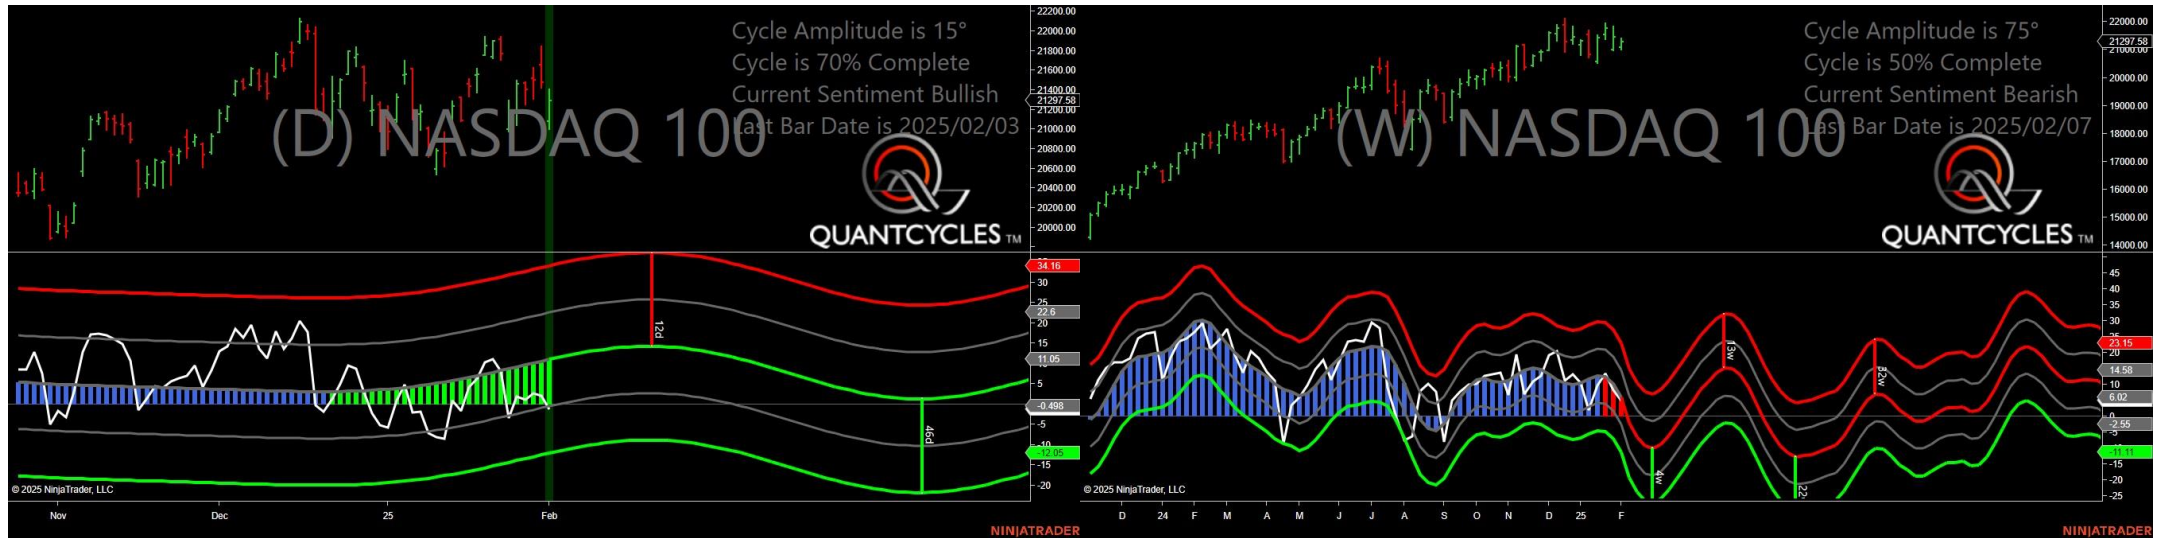 Cycle Amplitude is 15°
Cycle is 70% Complete
Current Sentiment Bullish
Last Bar Date is 2025/02/03
(D) NASDAQ 100
QUANTCYCLES TM
22200.00
22000.00
21800.00
21600.00
21400.00
21297.58
21200.00
21000.00
20800.00
20600.00
20400.00
20200.00
20000.00
34.16
30
25
22.6
20
15
11.05
5
-0.498
-5
-10
-12.05
-15
-20
12d
46d
© 2025 NinjaTrader, LLC
Nov Dec 25 Feb
NINJATRADER
Cycle Amplitude is 75°
Cycle is 50% Complete
Current Sentiment Bearish
Last Bar Date is 2025/02/07
(W) NASDAQ 100
QUANTCYCLES TM
22000.00
21297.58
20000.00
19000.00
18000.00
17000.00
16000.00
15000.00
14000.00
45
40
35
30
23.15
20
14.58
10
6.02
0
-2.55
-5
-11.11
-15
-20
-25
4w
13w
22
32w
© 2025 NinjaTrader, LLC
D 24 F M A M J J A S O N D 25 F
NINJATRADER